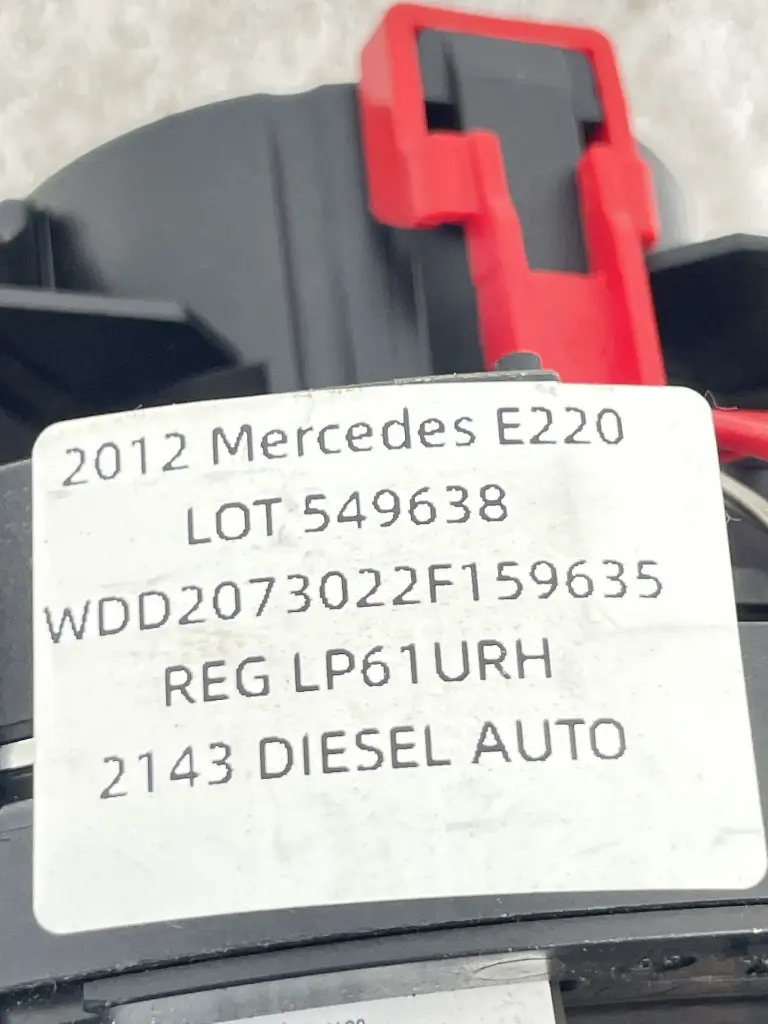 2012 Mercedes E220
LOT 549638
WDD2073022F159635
REG LP61URH
2143 DIESEL AUTO